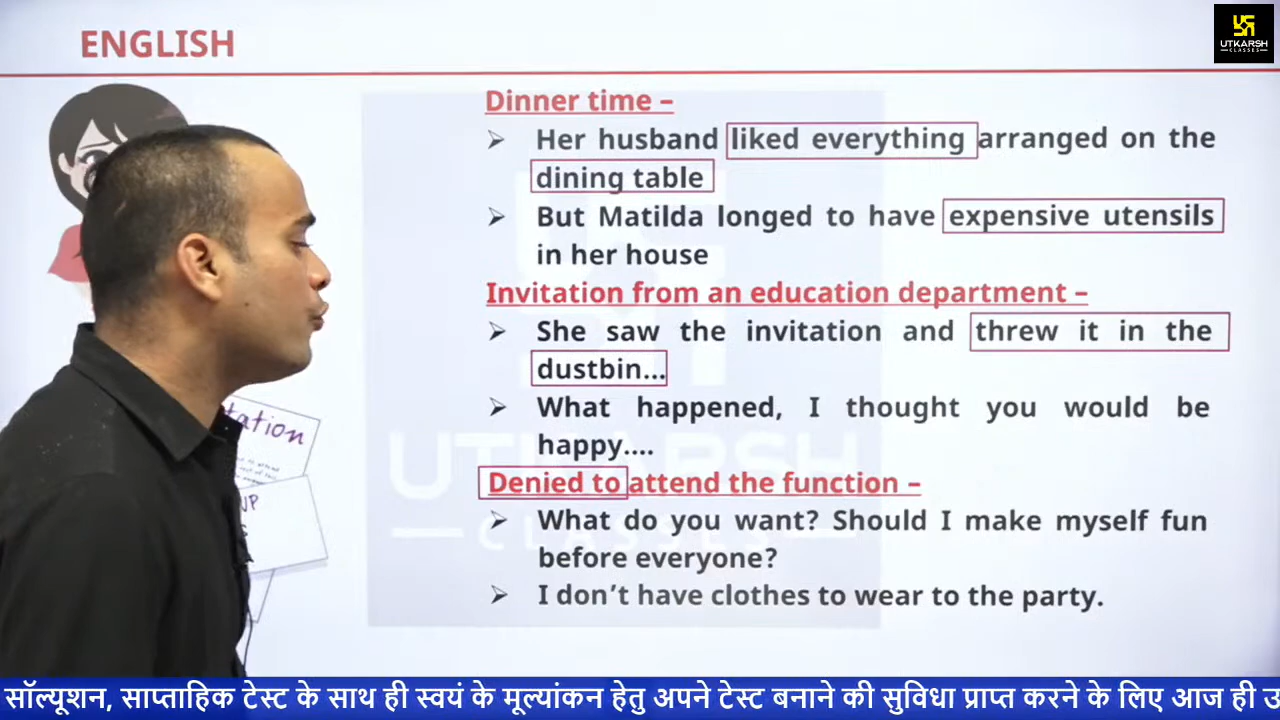 ENGLISH
UTKARSH
CLASSES
Dinner time –
Her husband liked everything arranged on the
dining table
But Matilda longed to have expensive utensils
in her house
Invitation from an education department –
She saw the invitation and threw it in the
dustbin...
What happened, I thought you would be
happy....
Denied to attend the function –
What do you want? Should I make myself fun
before everyone?
I don't have clothes to wear to the party.
UTKARSH
CLASSES
सॉल्यूशन, साप्ताहिक टेस्ट के साथ ही स्वयं के मूल्यांकन हेतु अपने टेस्ट बनाने की सुविधा प्राप्त करने के लिए आज ही